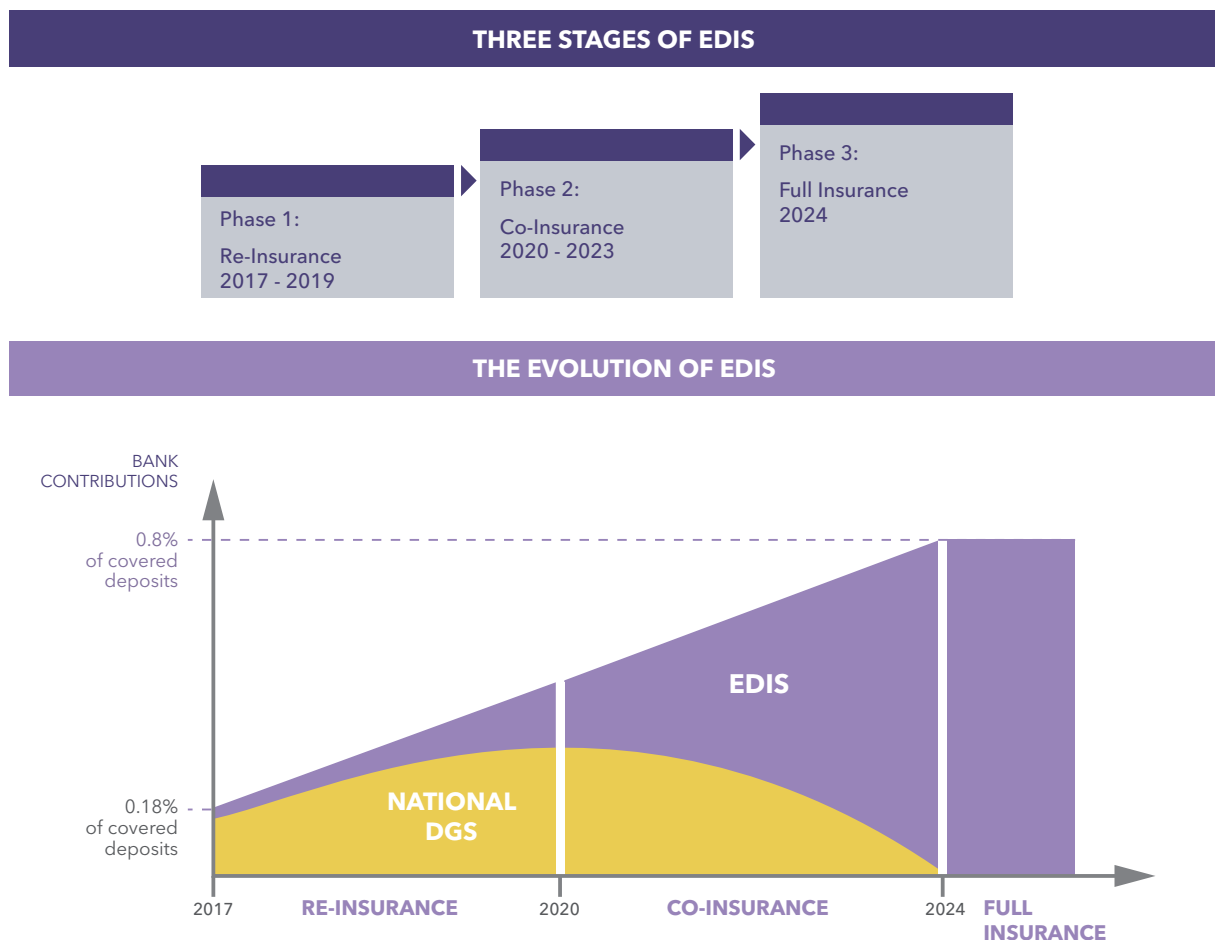 THREE STAGES OF EDIS
Phase 1:
Re-Insurance
2017 - 2019
Phase 2:
Co-Insurance
2020 - 2023
Phase 3:
Full Insurance
2024
THE EVOLUTION OF EDIS
BANK
CONTRIBUTIONS
0.8%
of covered
deposits
EDIS
NATIONAL
DGS
0.18%
of covered
deposits
2017
RE-INSURANCE
2020
CO-INSURANCE
2024
FULL
INSURANCE